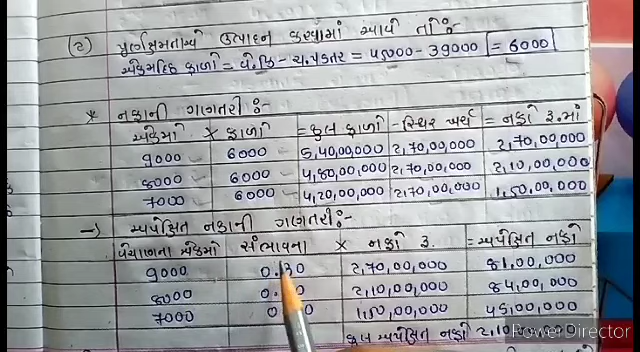 (૨) પૂર્ણક્ષમતાએ ઉત્પાદન કરવામાં આવે તો:-
એકમદીઠ ફાળો = વે.કિં - ચ.પડતર = ૪૫૦૦૦ - 39000 = 6000
* નફાની ગણતરી :-
એકમો × ફાળો = કુલ ફાળો - સ્થિર ખર્ચ = નફો રૂ.માં
9000 6000 5,40,00,000 2,70,00,000 2,70,00,000
8000 6000 4,80,00,000 2,70,00,000 2,10,00,000
7000 6000 4,20,00,000 2,70,00,000 1,50,00,000
→ અપેક્ષિત નફાની ગણતરી:-
વેચાણના એકમો સંભાવના × નફો રૂ. = અપેક્ષિત નફો
9000 0.30 2,70,00,000 81,00,000
8000 2,10,00,000 84,00,000
7000 1,50,00,000 45,00,000
કુલ અપેક્ષિત નફો 2,10,
PowerDirector